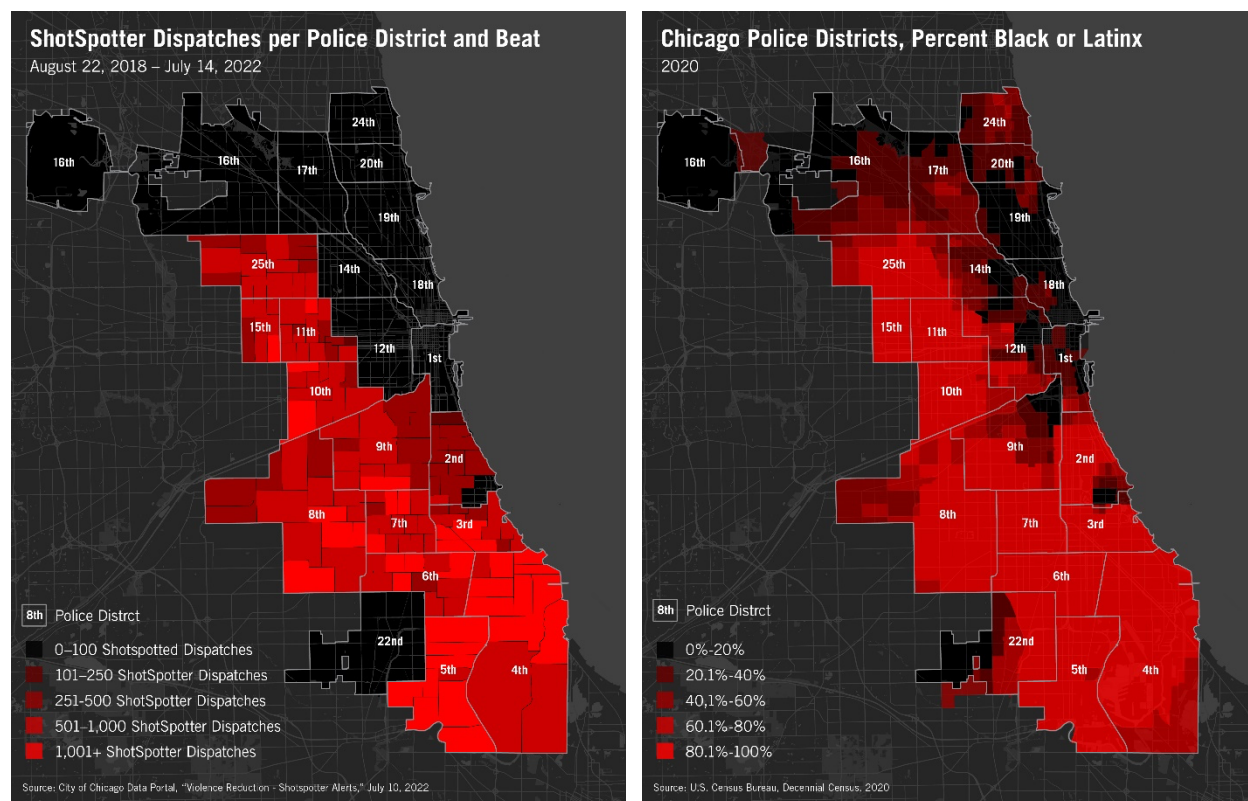 ShotSpotter Dispatches per Police District and Beat
August 22, 2018 – July 14, 2022
24th
16th
16th
17th
20th
19th
25th
14th
18th
15th
11th
12th
1st
10th
9th
2nd
8th
7th
3rd
6th
22nd
5th
4th
8th Police Distrct
0–100 Shotspotted Dispatches
101–250 ShotSpotter Dispatches
251-500 ShotSpotter Dispatches
501–1,000 ShotSpotter Dispatches
1,001+ ShotSpotter Dispatches
Source: City of Chicago Data Portal, “Violence Reduction - Shotspotter Alerts,” July 10, 2022
Chicago Police Districts, Percent Black or Latinx
2020
24th
16th
16th
17th
20th
19th
25th
14th
18th
15th
11th
12th
1st
10th
9th
2nd
8th
7th
3rd
6th
22nd
5th
4th
8th Police Distrct
0%-20%
20.1%-40%
40,1%-60%
60.1%-80%
80.1%-100%
Source: U.S. Census Bureau, Decennial Census, 2020